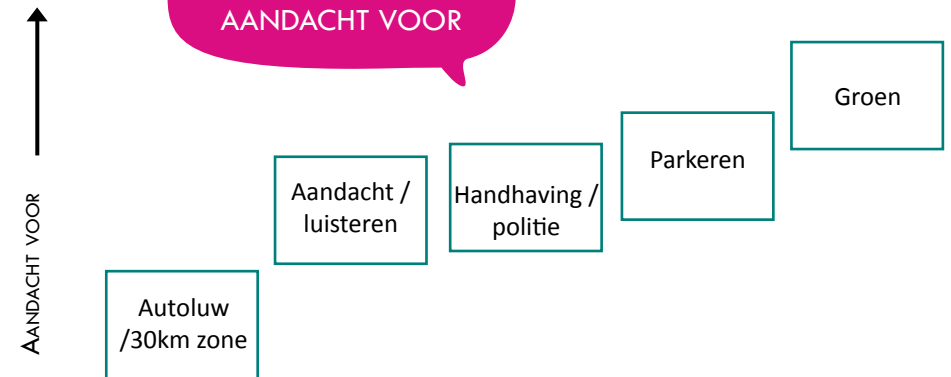 AANDACHT VOOR
Groen
Parkeren
Aandacht /
luisteren
Handhaving /
politie
Autoluw
/30km zone
AANDACHT VOOR